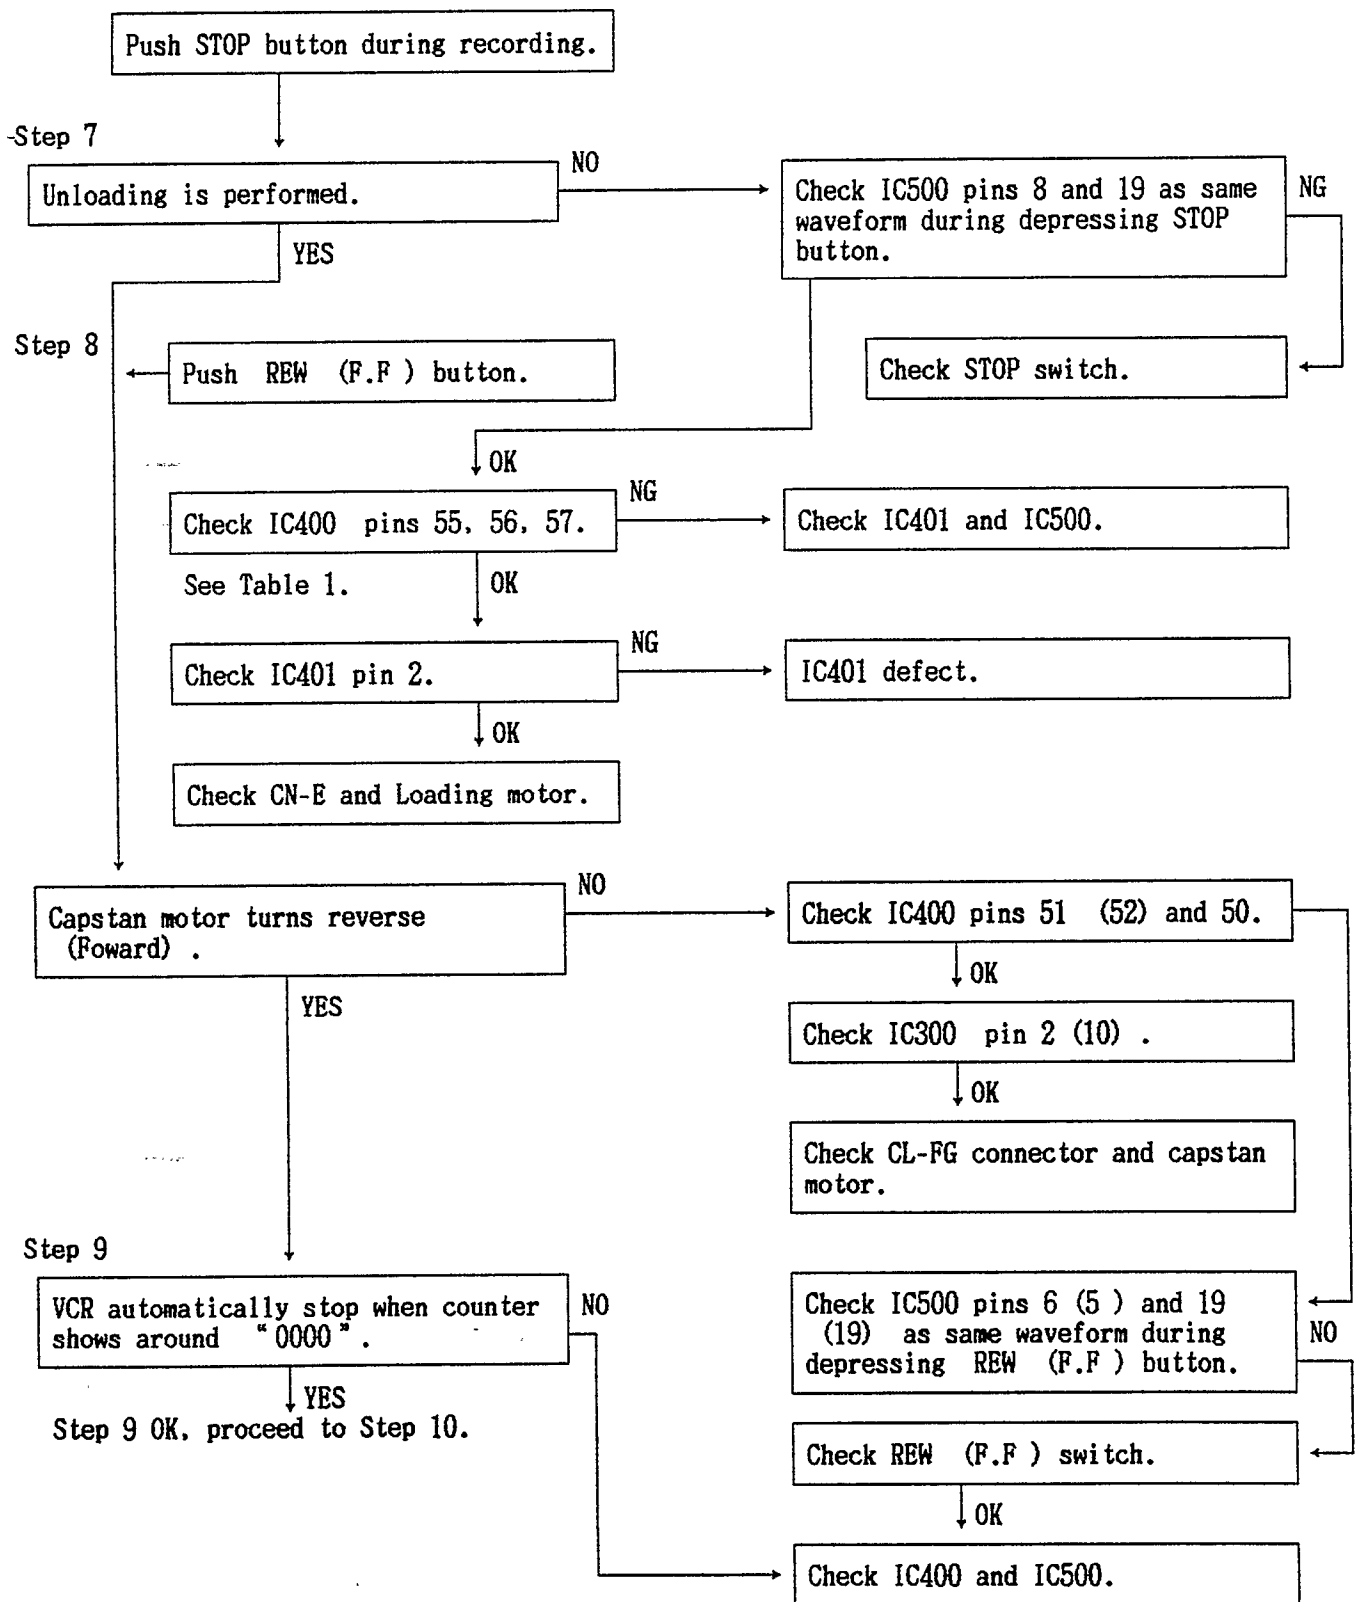 Push STOP button during recording.
Step 7
Unloading is performed.
NO
YES
Check IC500 pins 8 and 19 as same
waveform during depressing STOP
button.
NG
Check STOP switch.
Step 8
Push REW (F.F ) button.
OK
Check IC400 pins 55, 56, 57.
NG
Check IC401 and IC500.
See Table 1.
OK
Check IC401 pin 2.
NG
IC401 defect.
OK
Check CN-E and Loading motor.
Capstan motor turns reverse
(Foward) .
NO
YES
Check IC400 pins 51 (52) and 50.
OK
Check IC300 pin 2 (10) .
OK
Check CL-FG connector and capstan
motor.
Step 9
VCR automatically stop when counter
shows around "0000".
NO
YES
Step 9 OK, proceed to Step 10.
Check IC500 pins 6 (5 ) and 19
(19) as same waveform during
depressing REW (F.F ) button.
NO
Check REW (F.F ) switch.
OK
Check IC400 and IC500.